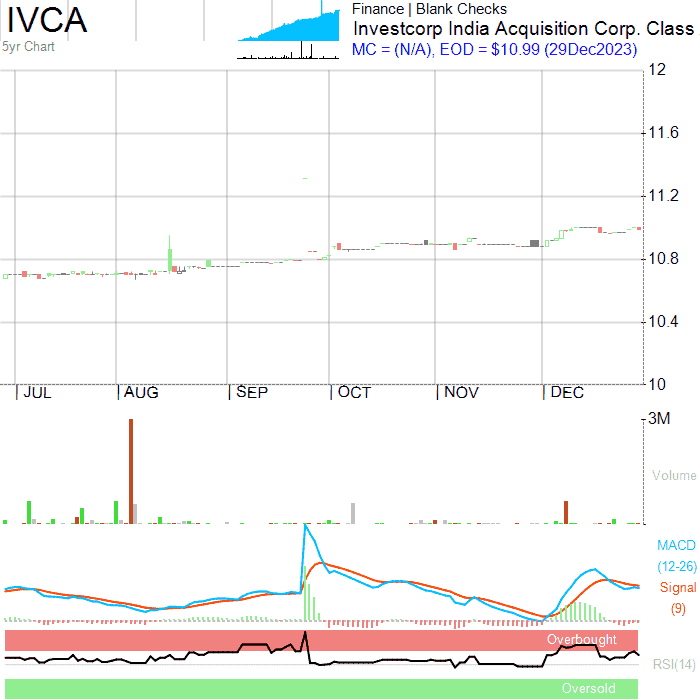 IVCA
5yr Chart
Finance | Blank Checks
Investcorp India Acquisition Corp. Class
MC = (N/A), EOD = $10.99 (29Dec2023)
12
11.6
11.2
10.8
10.4
10
JUL AUG SEP OCT NOV DEC
3M
Volume
MACD
(12-26)
Signal
(9)
Overbought
RSI(14)
Oversold